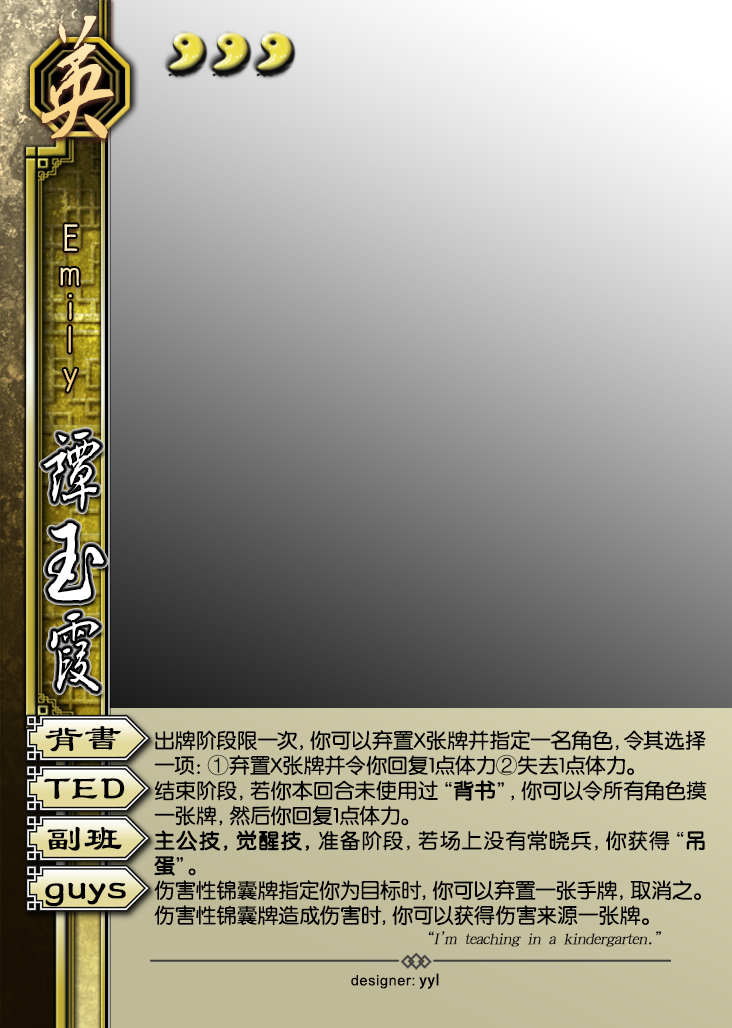 英
Emily
譚玉霞
背書
出牌阶段限一次，你可以弃置X张牌并指定一名角色，令其选择
一项：①弃置X张牌并令你回复1点体力②失去1点体力。
TED
结束阶段，若你本回合未使用过“背书”，你可以令所有角色摸
一张牌，然后你回复1点体力。
副班
主公技，觉醒技，准备阶段，若场上没有常晓兵，你获得“吊
蛋”。
guys
伤害性锦囊牌指定你为目标时，你可以弃置一张手牌，取消之。
伤害性锦囊牌造成伤害时，你可以获得伤害来源一张牌。
“I'm teaching in a kindergarten.”
designer: yyl